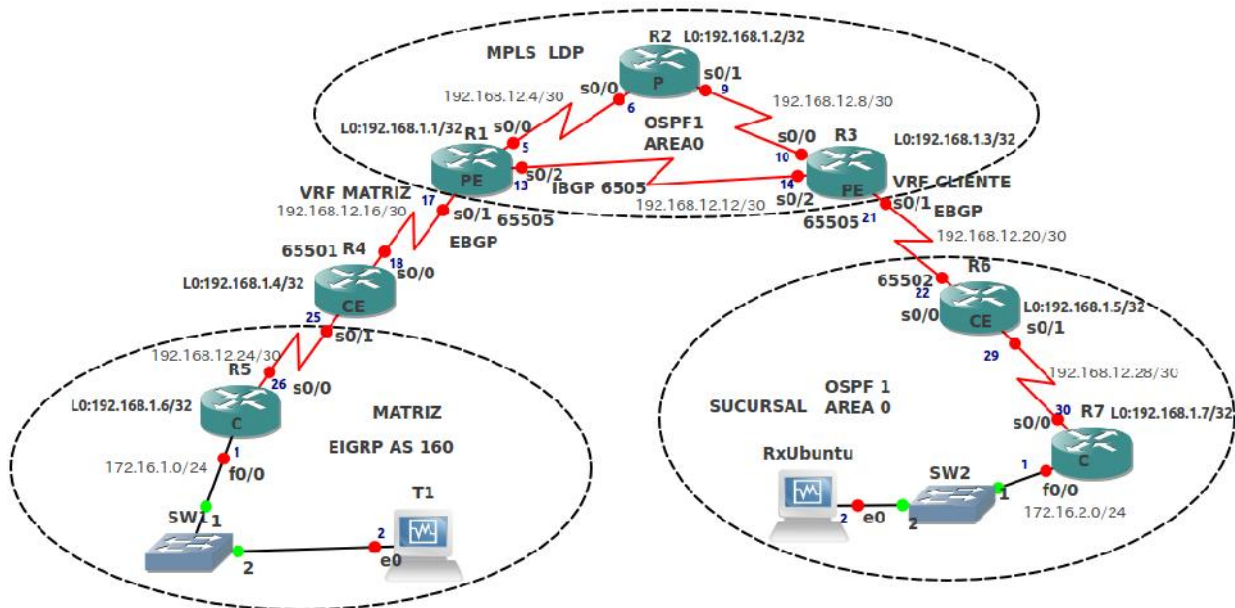 R2
L0:192.168.1.2/32
MPLS LDP
s0/0
P
s0/1
6
9
192.168.12.4/30
192.168.12.8/30
L0:192.168.1.1/32
R1
s0/0
5
OSPF1
AREA0
s0/0
10
R3
L0:192.168.1.3/32
PE
13
s0/2
IBGP 6505
14
s0/2
PE
192.168.12.12/30
VRF MATRIZ
17
192.168.12.16/30
s0/1
65505
EBGP
VRF CLIENTE
s0/1
65505
21
EBGP
192.168.12.20/30
65501
R4
18
s0/0
L0:192.168.1.4/32
CE
25
s0/1
65502
22
s0/0
R6
CE
L0:192.168.1.5/32
s0/1
29
192.168.12.24/30
R5
26
s0/0
L0:192.168.1.6/32
C
192.168.12.28/30
MATRIZ
EIGRP AS 160
SUCURSAL
OSPF 1
AREA 0
30
s0/0
R7
L0:192.168.1.7/32
C
172.16.1.0/24
1
f0/0
T1
SW1
1
2
2
e0
RxUbuntu
2
e0
SW2
2
1
1
f0/0
172.16.2.0/24